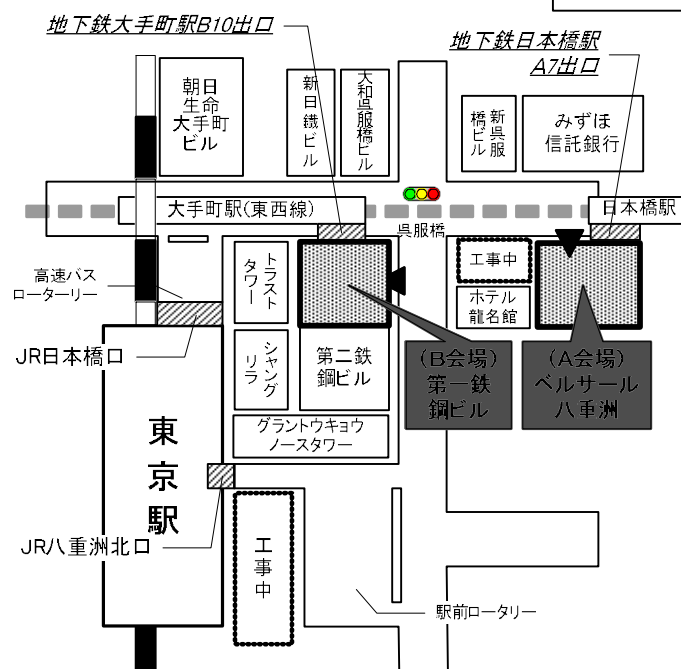 地下鉄大手町駅B10出口
地下鉄日本橋駅
A7出口
朝日
生命
大手町
ビル
新日鐵ビル
大和呉服橋ビル
新呉服
橋ビル
みずほ
信託銀行
大手町駅(東西線)
日本橋駅
呉服橋
高速バス
ローターリー
トラスト
タワー
工事中
ホテル
龍名館
JR日本橋口
シャング
リラ
第二鉄
鋼ビル
(B会場)
第一鉄
鋼ビル
(A会場)
ベルサール
八重洲
グラントウキョウ
ノースタワー
東京駅
JR八重洲北口
工事中
駅前ロータリー